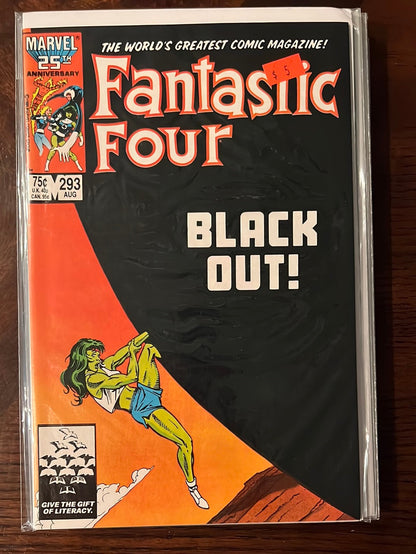 MARVEL
25TH
ANNIVERSARY
THE WORLD'S GREATEST COMIC MAGAZINE!
$ 5
FANTASTIC
FOUR
75¢
U.K. 40p
CAN. 95¢
293
AUG
BLACK
OUT!
GIVE THE GIFT
OF LITERACY.